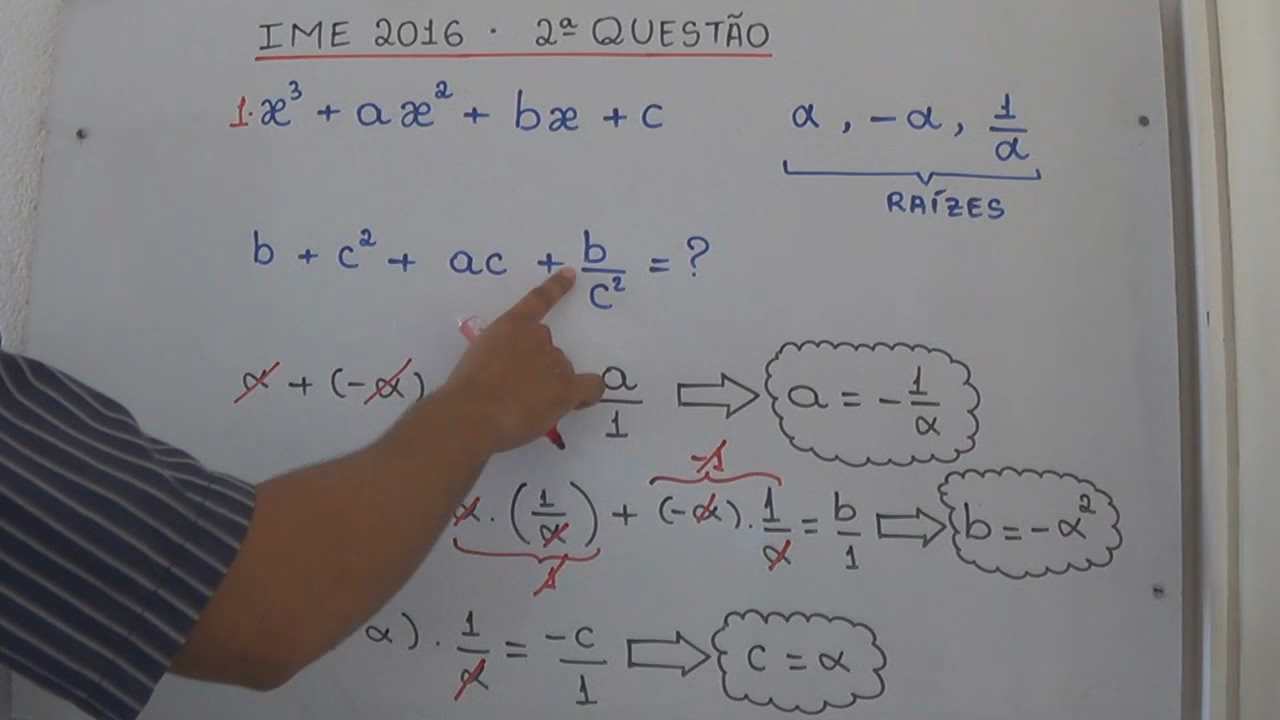 IME 2016 · 2ª QUESTÃO
1·x³ + ax² + bx + c
α, -α, 1/α
RAÍZES
b + c² + ac + b/c² = ?
α + (-α) a/1 ⇒ a = -1/α
-1
α · (1/α) + (-α) · 1/α = b/1 ⇒ b = -α²
1
α) · 1/α = -c/1 ⇒ c = α